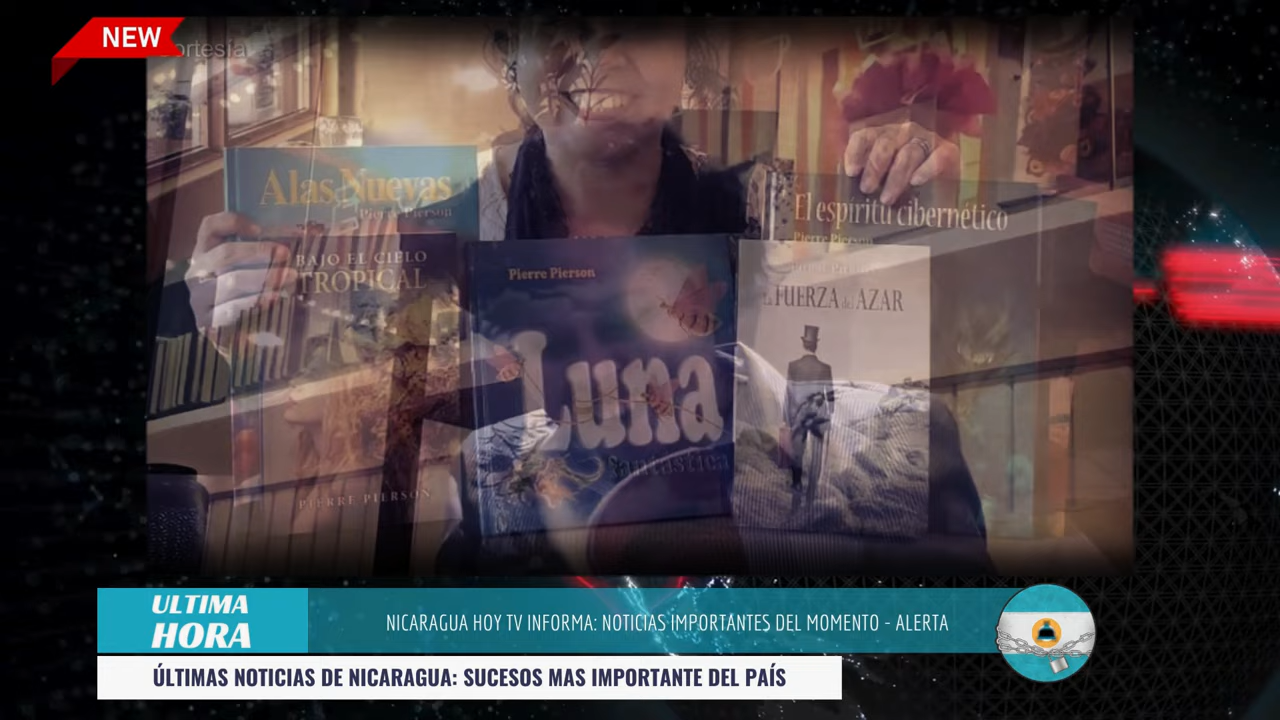 NEW
ortesía
Alas Nuevas
Pierre Pierson
El espíritu cibernético
Pierre Pierson
BAJO EL CIELO
TROPICAL
PIERRE PIERSON
Pierre Pierson
Luna
fantástica
FUERZA del AZAR
ULTIMA
HORA
NICARAGUA HOY TV INFORMA: NOTICIAS IMPORTANTES DEL MOMENTO - ALERTA
ÚLTIMAS NOTICIAS DE NICARAGUA: SUCESOS MAS IMPORTANTE DEL PAÍS